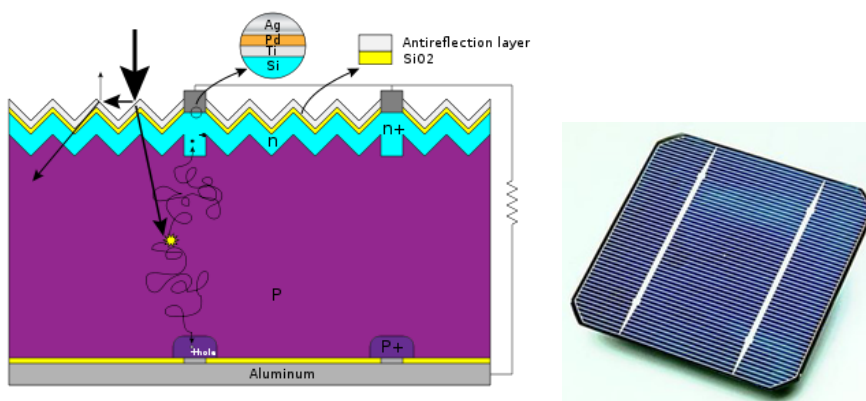 Ag
Pd
Ti
Si
Antireflection layer
SiO2
n
n+
P
hole
P+
Aluminum